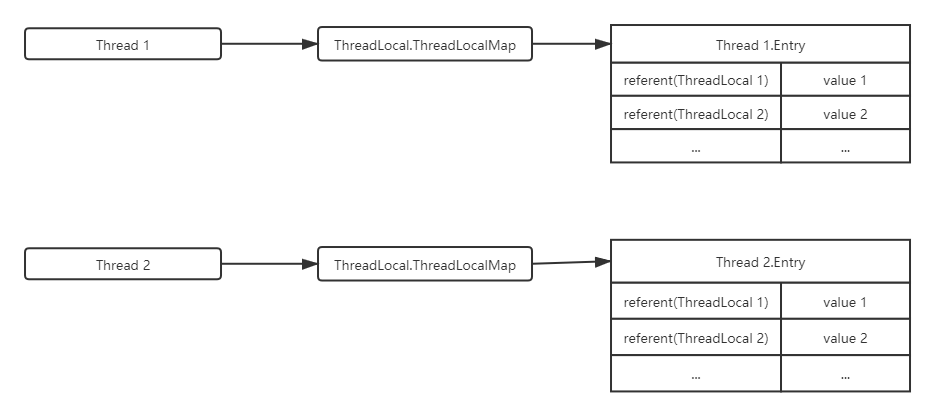 Thread 1
ThreadLocal.ThreadLocalMap
Thread 1.Entry
referent(ThreadLocal 1)
value 1
referent(ThreadLocal 2)
value 2
...
...
Thread 2
ThreadLocal.ThreadLocalMap
Thread 2.Entry
referent(ThreadLocal 1)
value 1
referent(ThreadLocal 2)
value 2
...
...